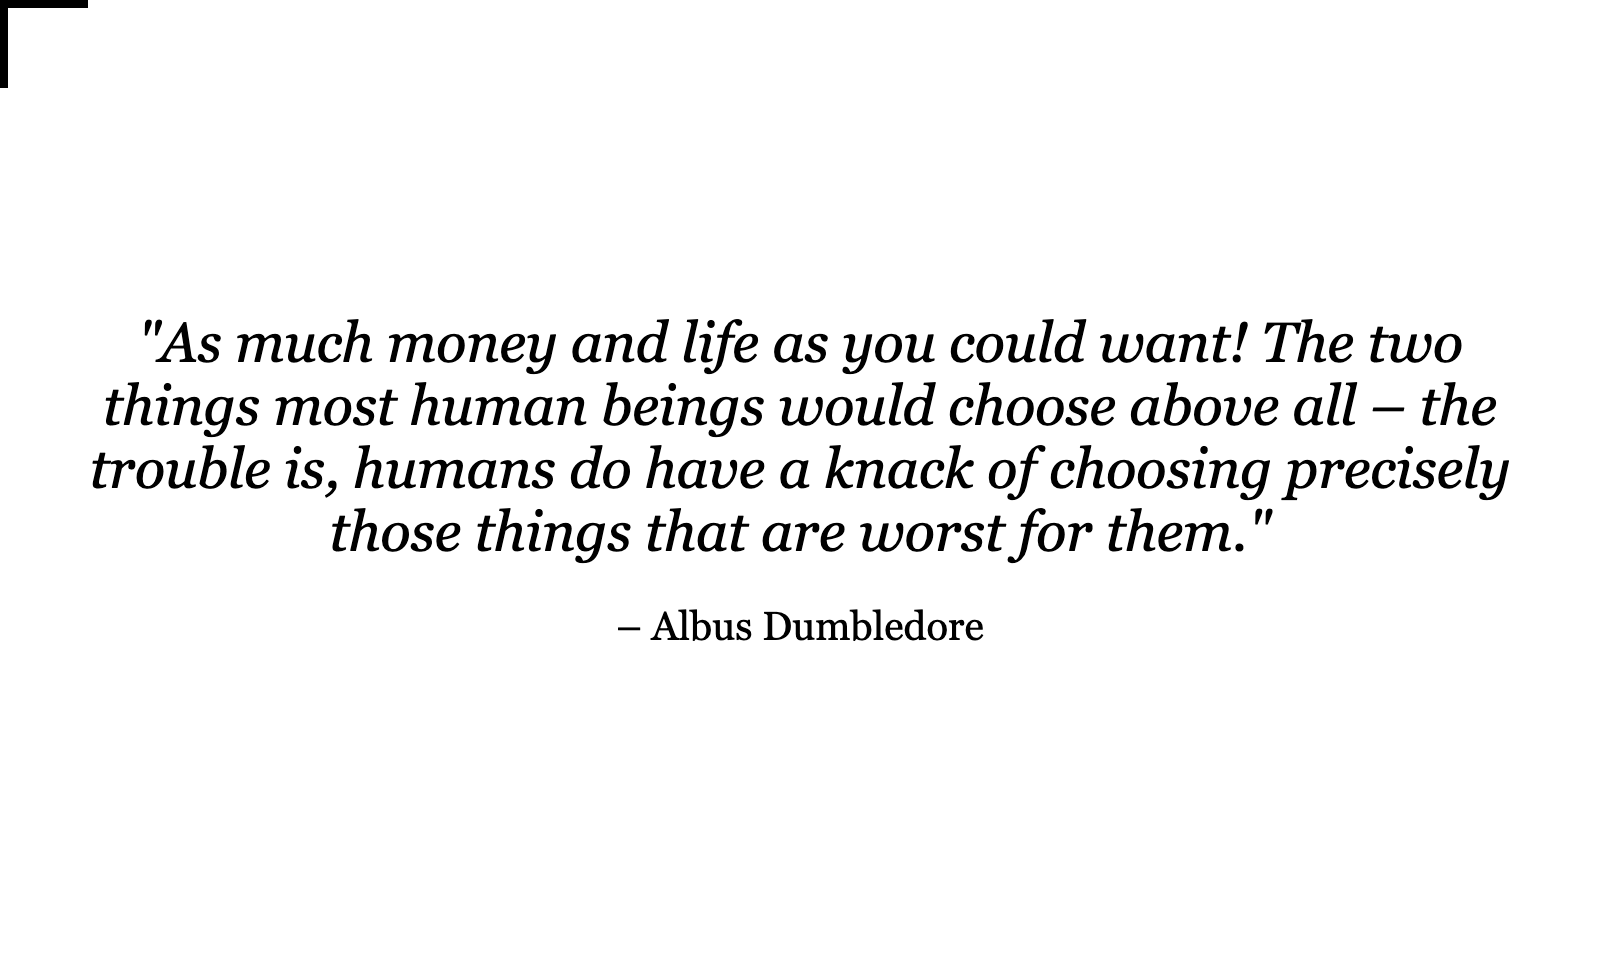 "As much money and life as you could want! The two
things most human beings would choose above all – the
trouble is, humans do have a knack of choosing precisely
those things that are worst for them."
– Albus Dumbledore